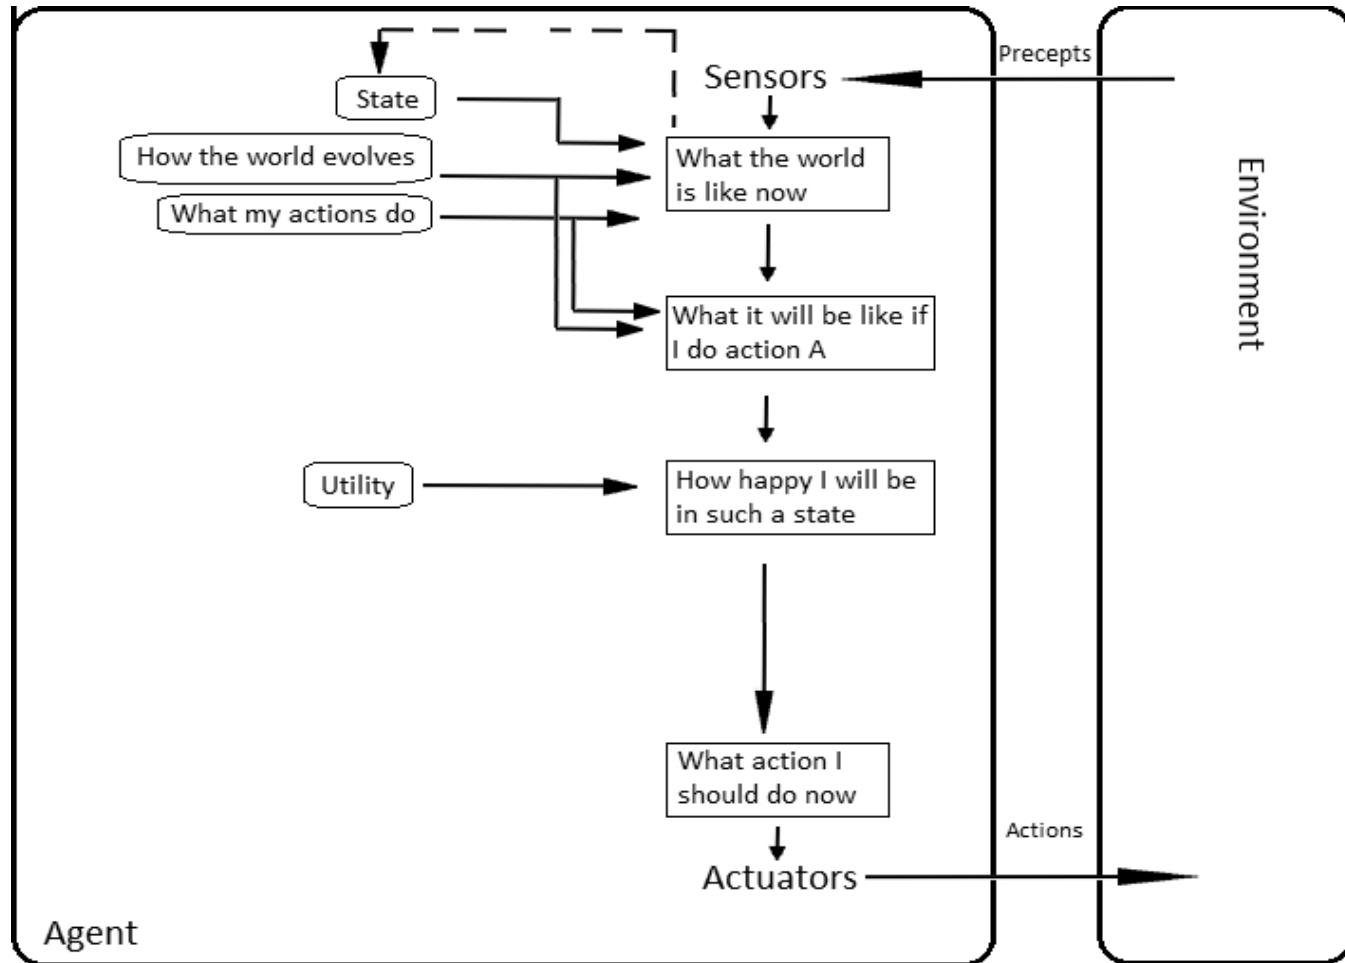 Precepts
Sensors
State
How the world evolves
What the world
is like now
What my actions do
Environment
What it will be like if
I do action A
Utility
How happy I will be
in such a state
What action I
should do now
Actions
Actuators
Agent